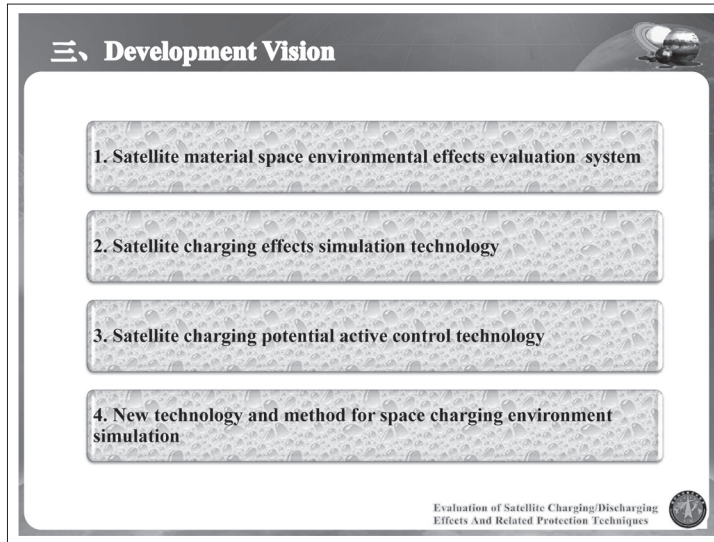 三、Development Vision
1. Satellite material space environmental effects evaluation system
2. Satellite charging effects simulation technology
3. Satellite charging potential active control technology
4. New technology and method for space charging environment
simulation
Evaluation of Satellite Charging/Discharging
Effects And Related Protection Techniques